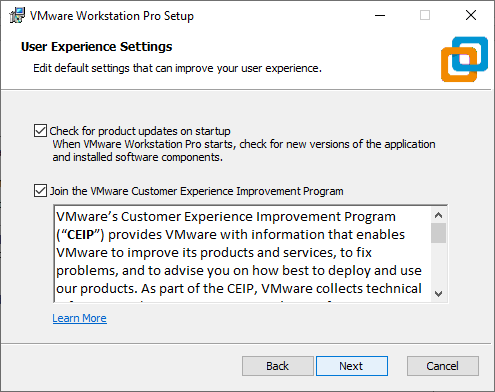 VMware Workstation Pro Setup
User Experience Settings
Edit default settings that can improve your user experience.
Check for product updates on startup
When VMware Workstation Pro starts, check for new versions of the application
and installed software components.
Join the VMware Customer Experience Improvement Program
VMware's Customer Experience Improvement Program
("CEIP") provides VMware with information that enables
VMware to improve its products and services, to fix
problems, and to advise you on how best to deploy and use
our products. As part of the CEIP, VMware collects technical
Learn More
Back
Next
Cancel